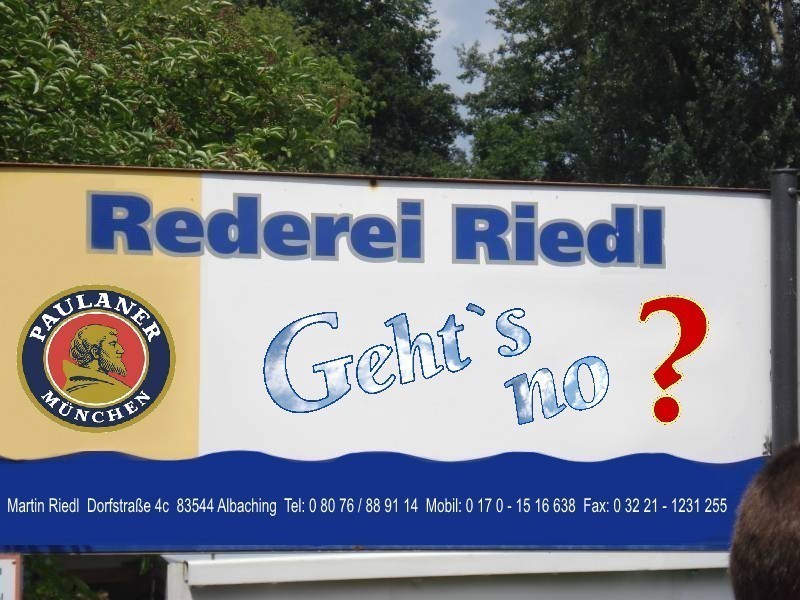 Rederei Riedl
PAULANER
MÜNCHEN
Geht`s
no ?
Martin Riedl Dorfstraße 4c 83544 Albaching Tel: 0 80 76 / 88 91 14 Mobil: 0 17 0 - 15 16 638 Fax: 0 32 21 - 1231 255